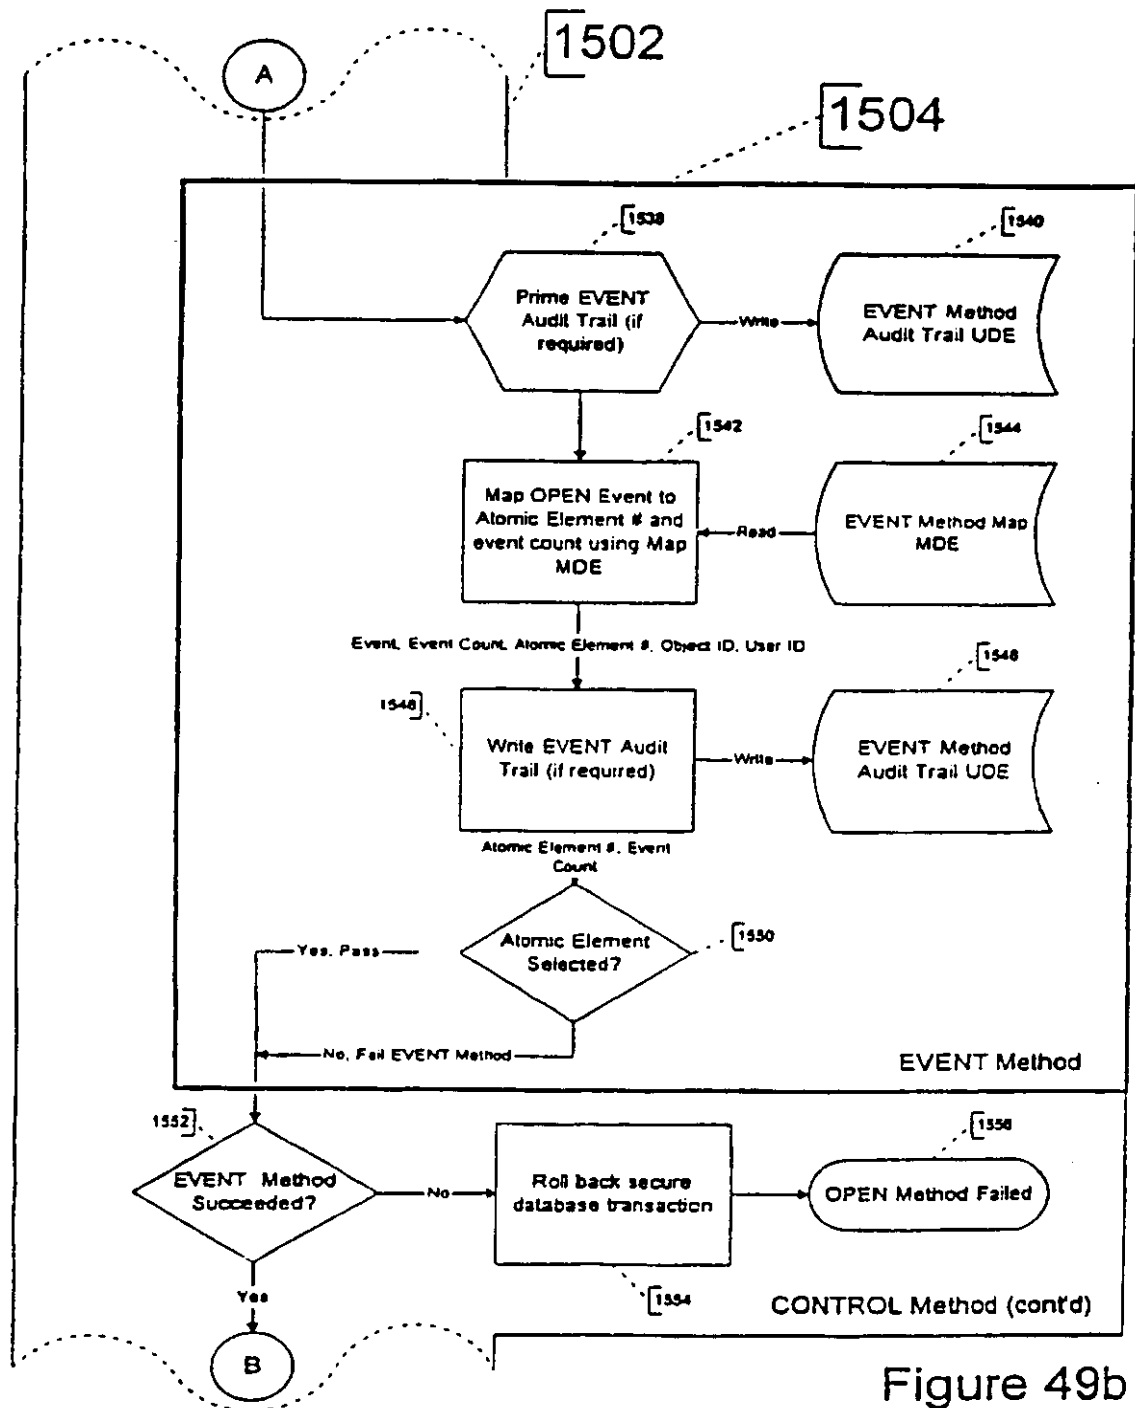 1502
A
1504
1538
1540
Prime EVENT
Audit Trail (if
required)
Write
EVENT Method
Audit Trail UDE
1542
1544
Map OPEN Event to
Atomic Element # and
event count using Map
MDE
Read
EVENT Method Map
MDE
Event, Event Count, Atomic Element #, Object ID, User ID
1546
1548
Write EVENT Audit
Trail (if required)
Write
EVENT Method
Audit Trail UDE
Atomic Element #, Event
Count
Yes, Pass
Atomic Element
Selected?
1550
No, Fail EVENT Method
EVENT Method
1552
1556
EVENT Method
Succeeded?
No
Roll back secure
database transaction
OPEN Method Failed
Yes
1554
CONTROL Method (cont'd)
B
Figure 49b